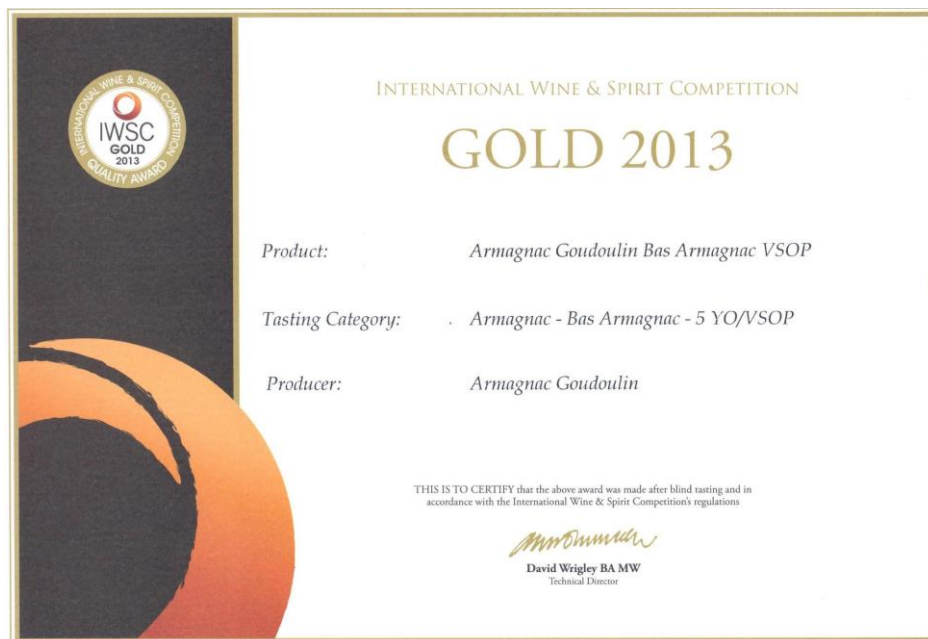 INTERNATIONAL WINE & SPIRIT COMPETITION
QUALITY AWARD
IWSC
GOLD
2013
INTERNATIONAL WINE & SPIRIT COMPETITION
GOLD 2013
Product: Armagnac Goudoulin Bas Armagnac VSOP
Tasting Category: Armagnac - Bas Armagnac - 5 YO/VSOP
Producer: Armagnac Goudoulin
THIS IS TO CERTIFY that the above award was made after blind tasting and in
accordance with the International Wine & Spirit Competition's regulations
David Wrigley BA MW
Technical Director